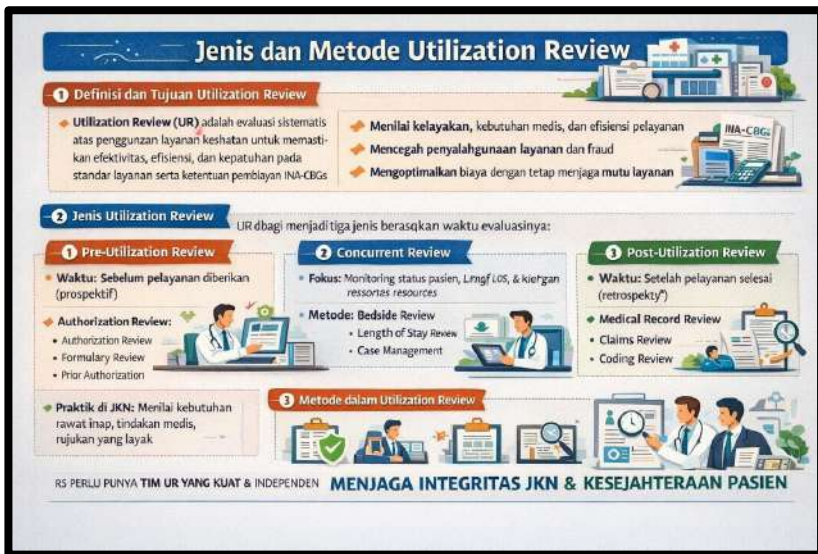 Jenis dan Metode Utilization Review
1 Definisi dan Tujuan Utilization Review
Utilization Review (UR) adalah evaluasi sistematis
atas penggunzan layanan keshatan untuk memasti-
kan efektivitas, efisiensi, dan kepatuhan pada
standar layanan serta ketentuan pembiayan INA-CBGs
Menilai kelayakan, kebutuhan medis, dan efisiensi pelayanan
Mencegah penyalahgunaan layanan dan fraud
Mengoptimalkan biaya dengan tetap menjaga mutu layanan
INA-CBGs
2 Jenis Utilization Review
UR dbagi menjadi tiga jenis berasqkan waktu evaluasinya:
1 Pre-Utilization Review
Waktu: Sebelum pelayanan diberikan
(prospektif)
Authorization Review:
Authorization Review
Formulary Review
Prior Authorization
Praktik di JKN: Menilai kebutuhan
rawat inap, tindakan medis,
rujukan yang layak
2 Concurrent Review
Fokus: Monitoring status pasien, LOS, &
resources
Metode: Bedside Review
Length of Stay Review
Case Management
3 Post-Utilization Review
Waktu: Setelah pelayanan selesai
(retrospekty")
Medical Record Review
Claims Review
Coding Review
3 Metode dalam Utilization Review
RS PERLU PUNYA TIM UR YANG KUAT & INDEPENDEN
MENJAGA INTEGRITAS JKN & KESEJAHTERAAN PASIEN